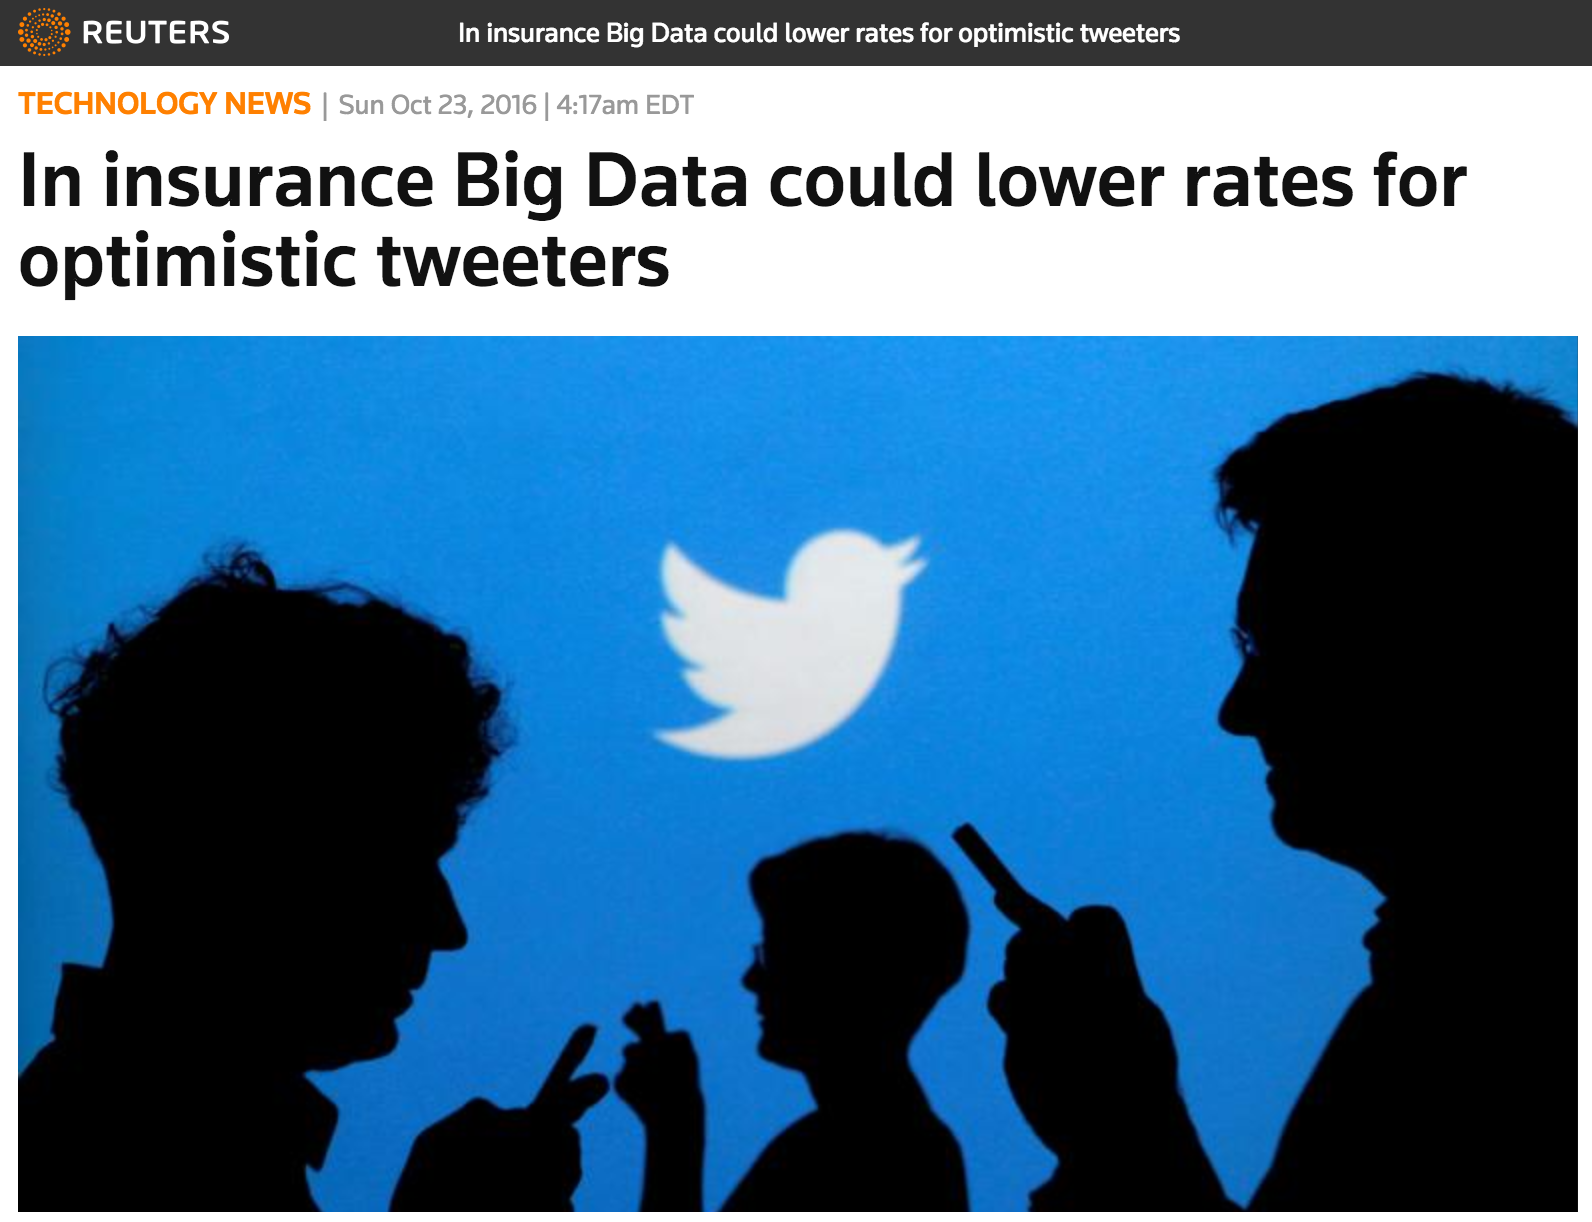 REUTERS
In insurance Big Data could lower rates for optimistic tweeters
TECHNOLOGY NEWS | Sun Oct 23, 2016 | 4:17am EDT
In insurance Big Data could lower rates for
optimistic tweeters